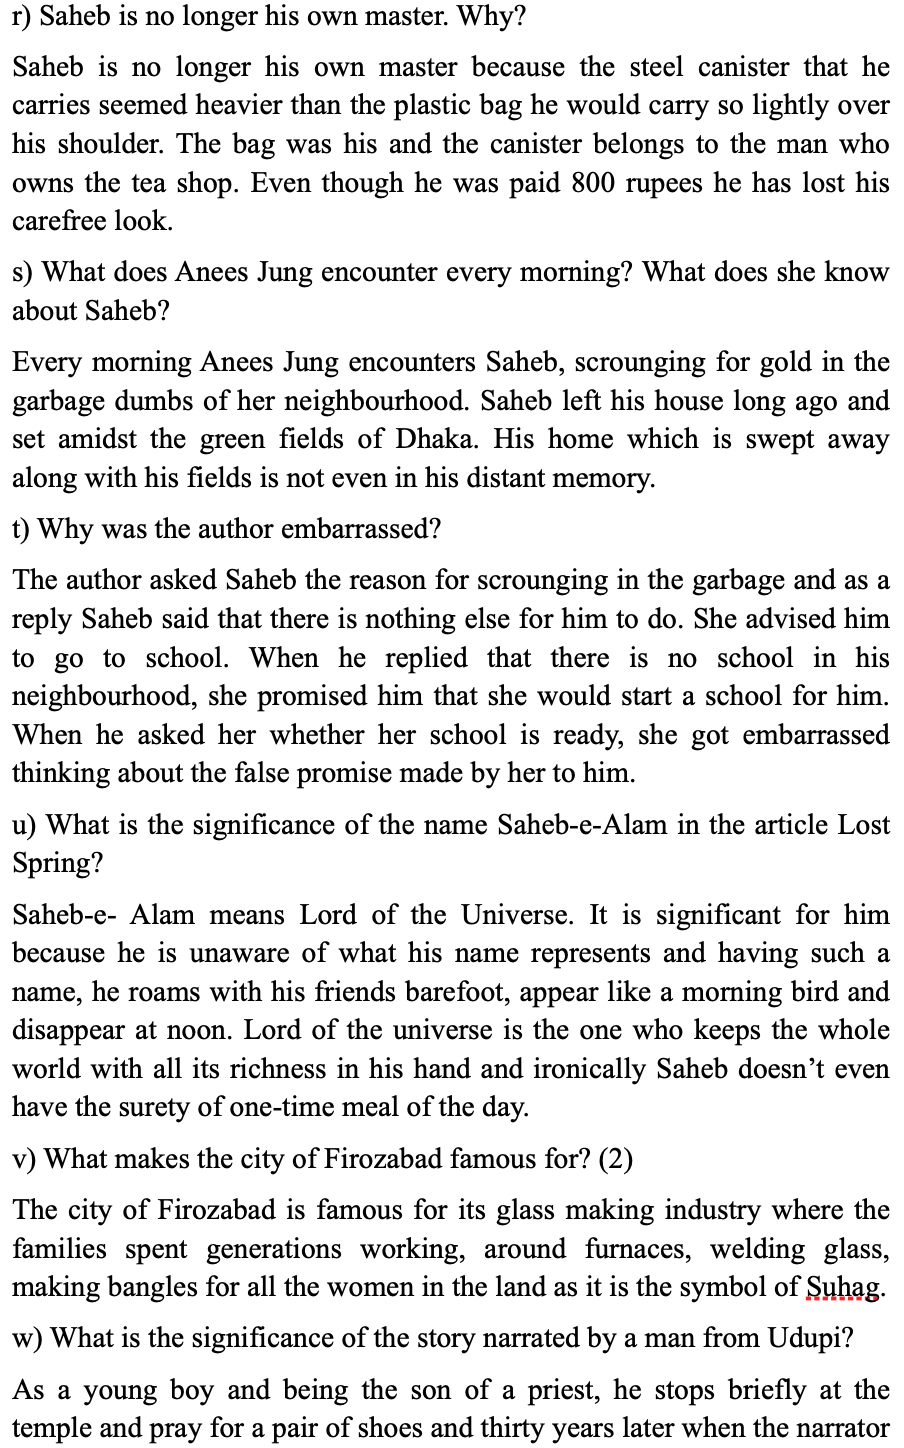 r) Saheb is no longer his own master. Why?
Saheb is no longer his own master because the steel canister that he
carries seemed heavier than the plastic bag he would carry so lightly over
his shoulder. The bag was his and the canister belongs to the man who
owns the tea shop. Even though he was paid 800 rupees he has lost his
carefree look.
s) What does Anees Jung encounter every morning? What does she know
about Saheb?
Every morning Anees Jung encounters Saheb, scrounging for gold in the
garbage dumbs of her neighbourhood. Saheb left his house long ago and
set amidst the green fields of Dhaka. His home which is swept away
along with his fields is not even in his distant memory.
t) Why was the author embarrassed?
The author asked Saheb the reason for scrounging in the garbage and as a
reply Saheb said that there is nothing else for him to do. She advised him
to go to school. When he replied that there is no school in his
neighbourhood, she promised him that she would start a school for him.
When he asked her whether her school is ready, she got embarrassed
thinking about the false promise made by her to him.
u) What is the significance of the name Saheb-e-Alam in the article Lost
Spring?
Saheb-e- Alam means Lord of the Universe. It is significant for him
because he is unaware of what his name represents and having such a
name, he roams with his friends barefoot, appear like a morning bird and
disappear at noon. Lord of the universe is the one who keeps the whole
world with all its richness in his hand and ironically Saheb doesn’t even
have the surety of one-time meal of the day.
v) What makes the city of Firozabad famous for? (2)
The city of Firozabad is famous for its glass making industry where the
families spent generations working, around furnaces, welding glass,
making bangles for all the women in the land as it is the symbol of Suhag.
w) What is the significance of the story narrated by a man from Udupi?
As a young boy and being the son of a priest, he stops briefly at the
temple and pray for a pair of shoes and thirty years later when the narrator